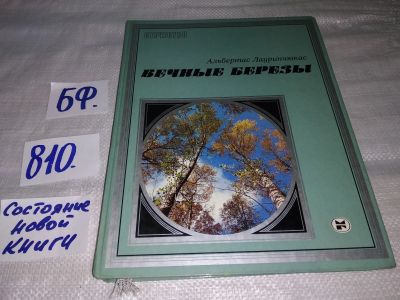 БФ.
810.
Состояние
новой
книги
Альбертас Лауринчюкас
ВЕЧНЫЕ БЕРЕЗЫ